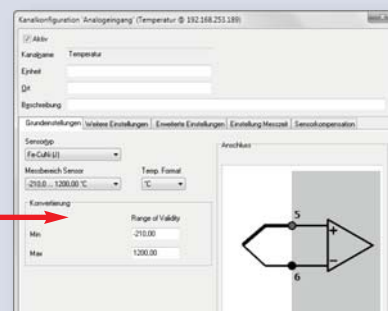 Kanalkonfiguration 'Analogeingang' (Temperatur @ 192.168.253.189)
Aktiv
Kanalname Temperatur
Einheit
Ort
Beschreibung
Grundeinstellungen Weitere Einstellungen Erweiterte Einstellungen Einstellung Messzeit Sensorkompensation
Sensortyp
Fe-CuNi (J)
Messbereich Sensor Temp. Format
-210,0 ... 1200,00 °C °C
Konvertierung
Range of Validity
Min -210,00
Max 1200,00
Anschluss
5
+
-
6